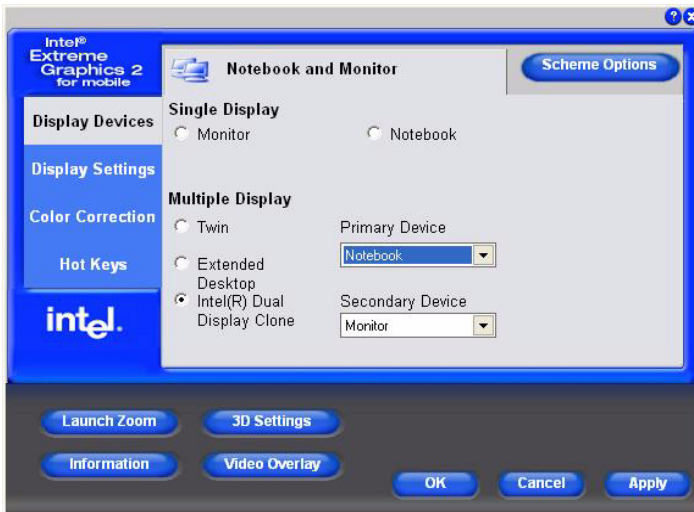 Intel®
Extreme
Graphics 2
for mobile
Notebook and Monitor
Scheme Options
Display Devices
Display Settings
Color Correction
Hot Keys
intel.
Single Display
Monitor
Notebook
Multiple Display
Twin
Extended
Desktop
Intel(R) Dual
Display Clone
Primary Device
Notebook
Secondary Device
Monitor
Launch Zoom
3D Settings
Information
Video Overlay
OK
Cancel
Apply